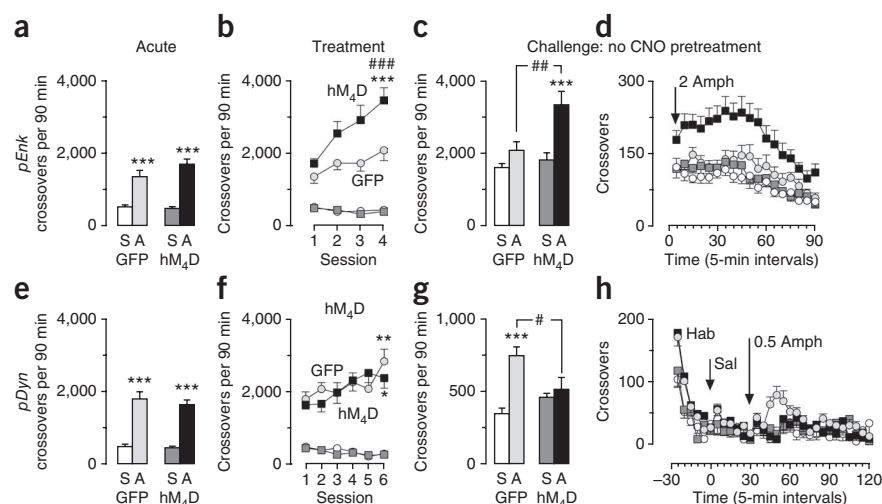 a
Acute
pEnk
crossovers per 90 min
4,000
2,000
0
***
***
S A
S A
GFP
hM4D
b
Treatment
Crossovers per 90 min
4,000
2,000
0
###
***
hM4D
GFP
1 2 3 4
Session
c
Challenge: no CNO pretreatment
Crossovers per 90 min
4,000
2,000
0
##
***
S A
S A
GFP
hM4D
d
Crossovers
300
150
0
2 Amph
0 30 60 90
Time (5-min intervals)
e
pDyn
crossovers per 90 min
4,000
2,000
0
***
***
S A
S A
GFP
hM4D
f
Crossovers per 90 min
4,000
2,000
0
hM4D
**
GFP
hM4D
*
1 2 3 4 5 6
Session
g
Crossovers per 90 min
1,000
500
0
***
#
S A
S A
GFP
hM4D
h
Crossovers
200
100
0
Hab
Sal
0.5 Amph
–30 0 30 60 90 120
Time (5-min intervals)